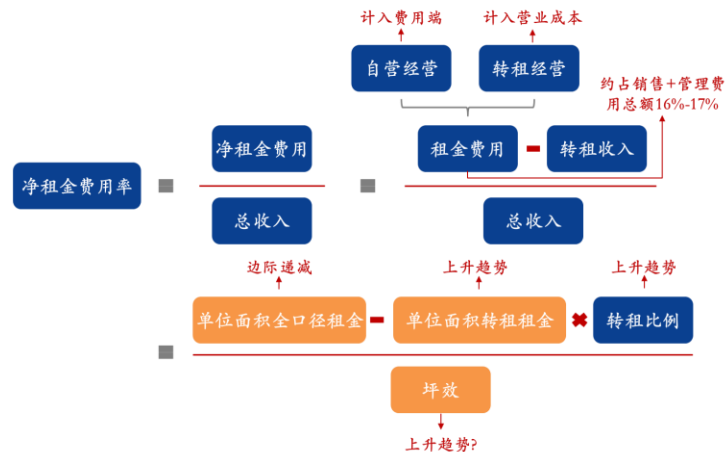 计入费用端
计入营业成本
自营经营
转租经营
约占销售+管理费
用总额16%-17%
净租金费用
租金费用
转租收入
净租金费用率
总收入
总收入
边际递减
上升趋势
上升趋势
单位面积全口径租金
单位面积转租租金
转租比例
坪效
上升趋势?